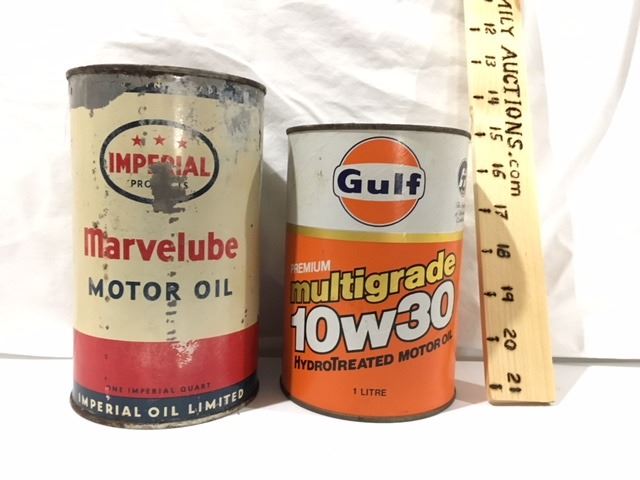 IMPERIAL
PRODUCTS
Marvelube
MOTOR OIL
ONE IMPERIAL QUART
IMPERIAL OIL LIMITED
Gulf
PREMIUM
multigrade
10w30
HYDROTREATED MOTOR OIL
1 LITRE
MILY AUCTIONS.com
12
13
14
15
16
17
18
19
20
21